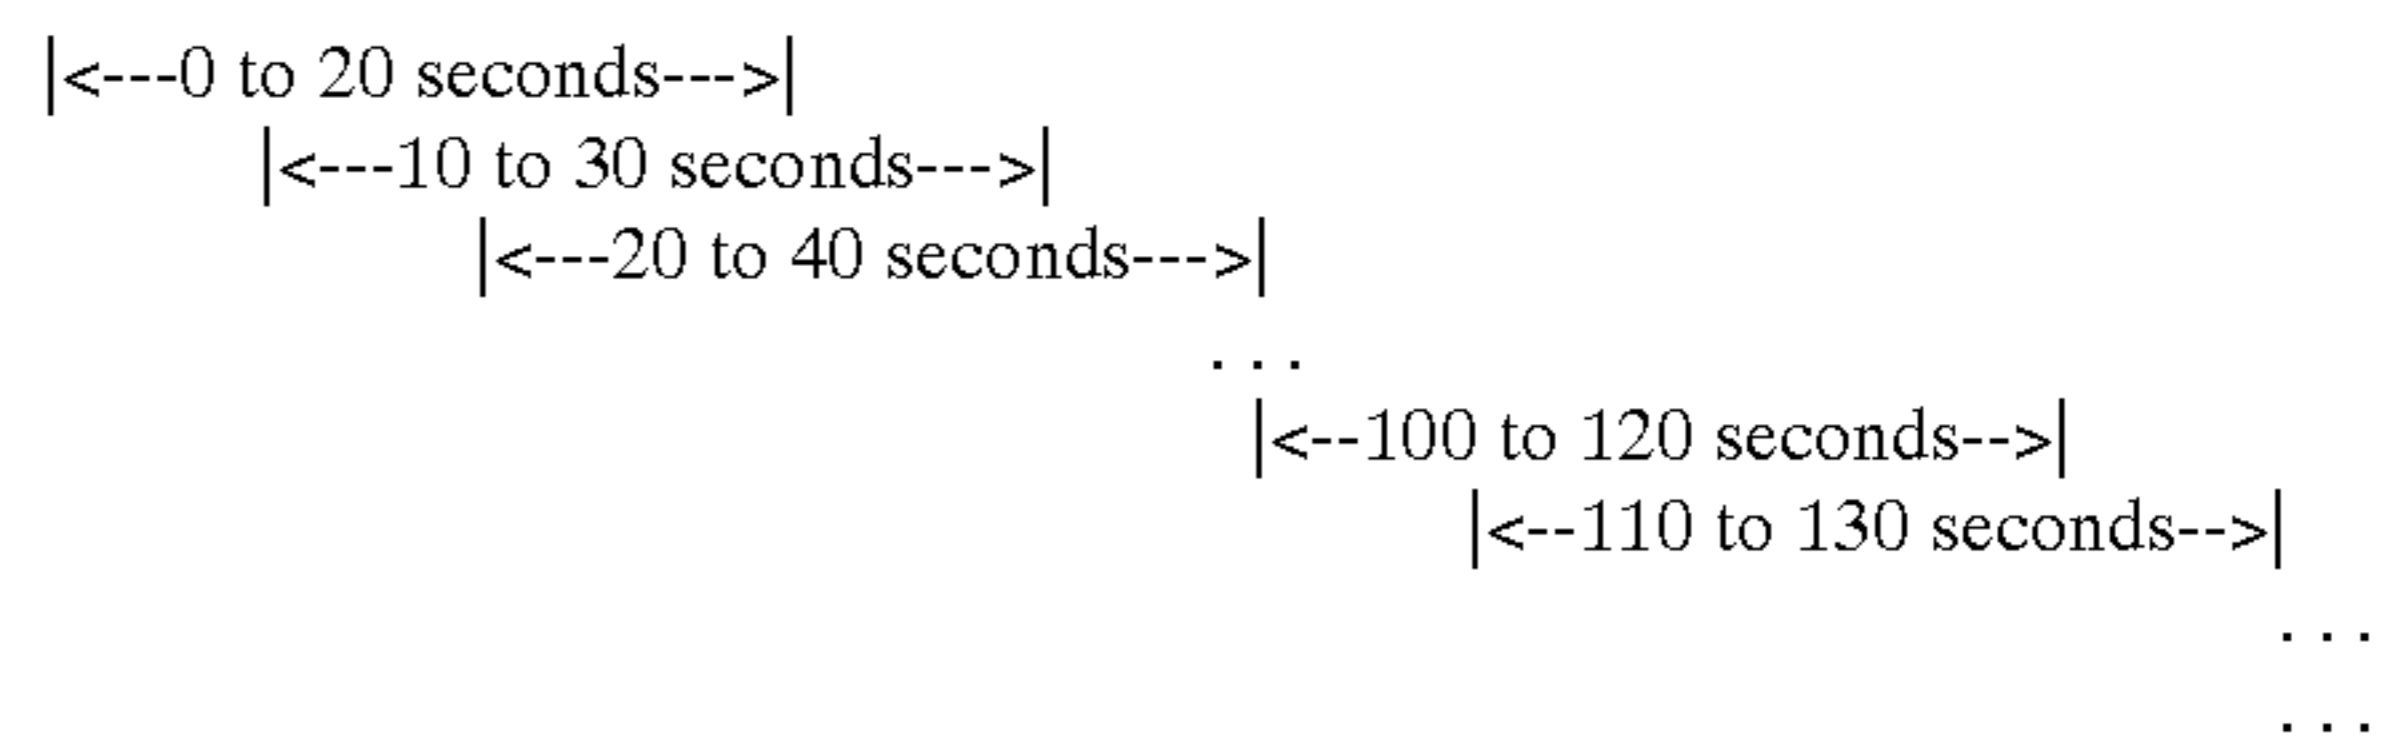 |<---0 to 20 seconds--->|
|<---10 to 30 seconds--->|
|<---20 to 40 seconds--->|
. . .
|<--100 to 120 seconds-->|
|<--110 to 130 seconds-->|
. . .
. . .